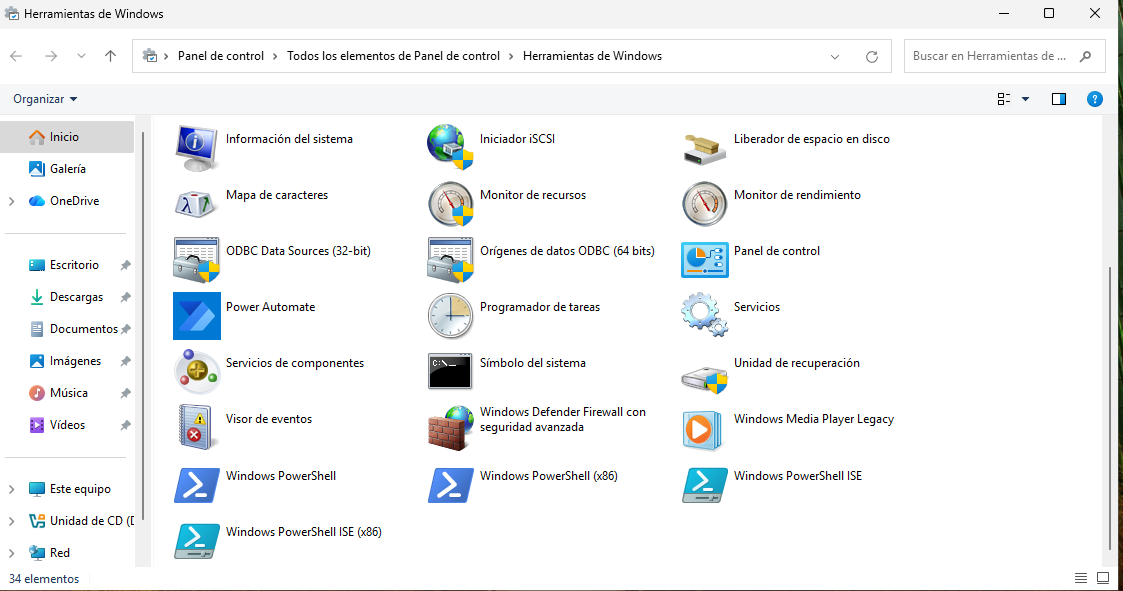 Herramientas de Windows
Panel de control > Todos los elementos de Panel de control > Herramientas de Windows
Buscar en Herramientas de ...
Organizar
Inicio
Galería
OneDrive
Escritorio
Descargas
Documentos
Imágenes
Música
Vídeos
Este equipo
Unidad de CD (D
Red
Información del sistema
Iniciador iSCSI
Liberador de espacio en disco
Mapa de caracteres
Monitor de recursos
Monitor de rendimiento
ODBC Data Sources (32-bit)
Orígenes de datos ODBC (64 bits)
Panel de control
Power Automate
Programador de tareas
Servicios
Servicios de componentes
C:\>_
Símbolo del sistema
Unidad de recuperación
Visor de eventos
Windows Defender Firewall con
seguridad avanzada
Windows Media Player Legacy
Windows PowerShell
Windows PowerShell (x86)
Windows PowerShell ISE
Windows PowerShell ISE (x86)
34 elementos